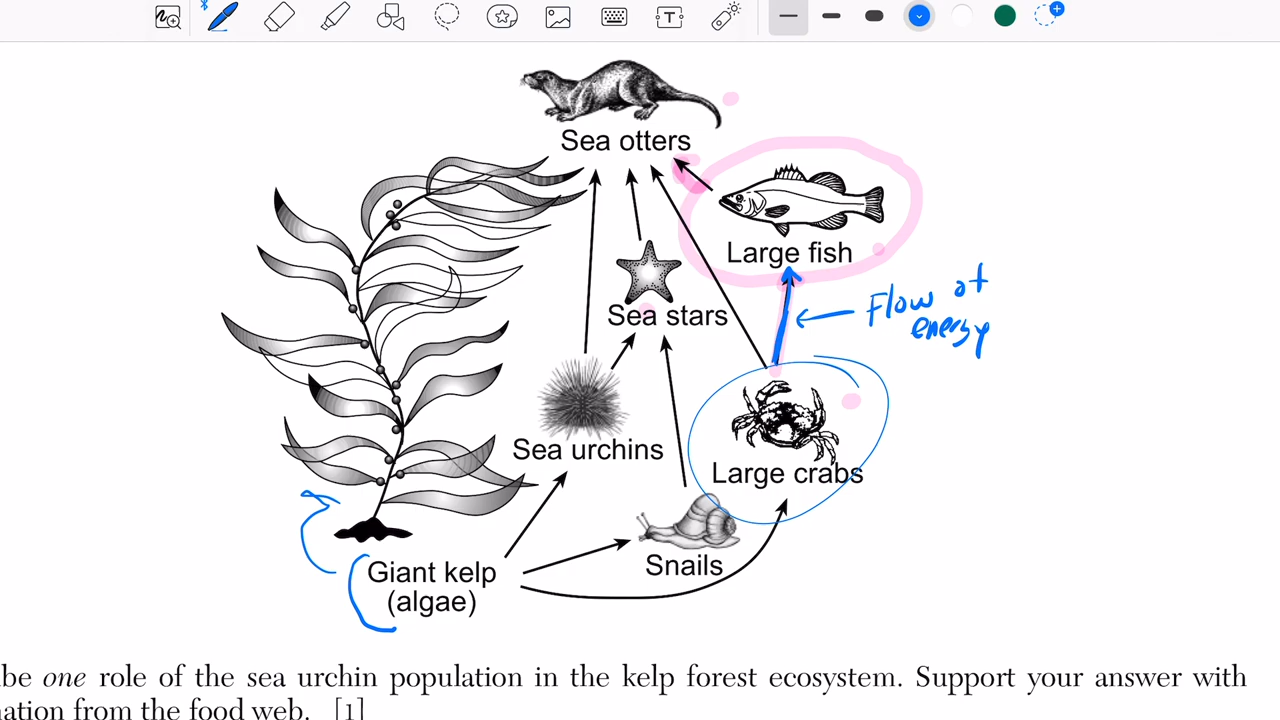 Sea otters
Large fish
Flow of
energy
Sea stars
Sea urchins
Large crabs
Snails
Giant kelp
(algae)
be one role of the sea urchin population in the kelp forest ecosystem. Support your answer with
ation from the food web. [1]